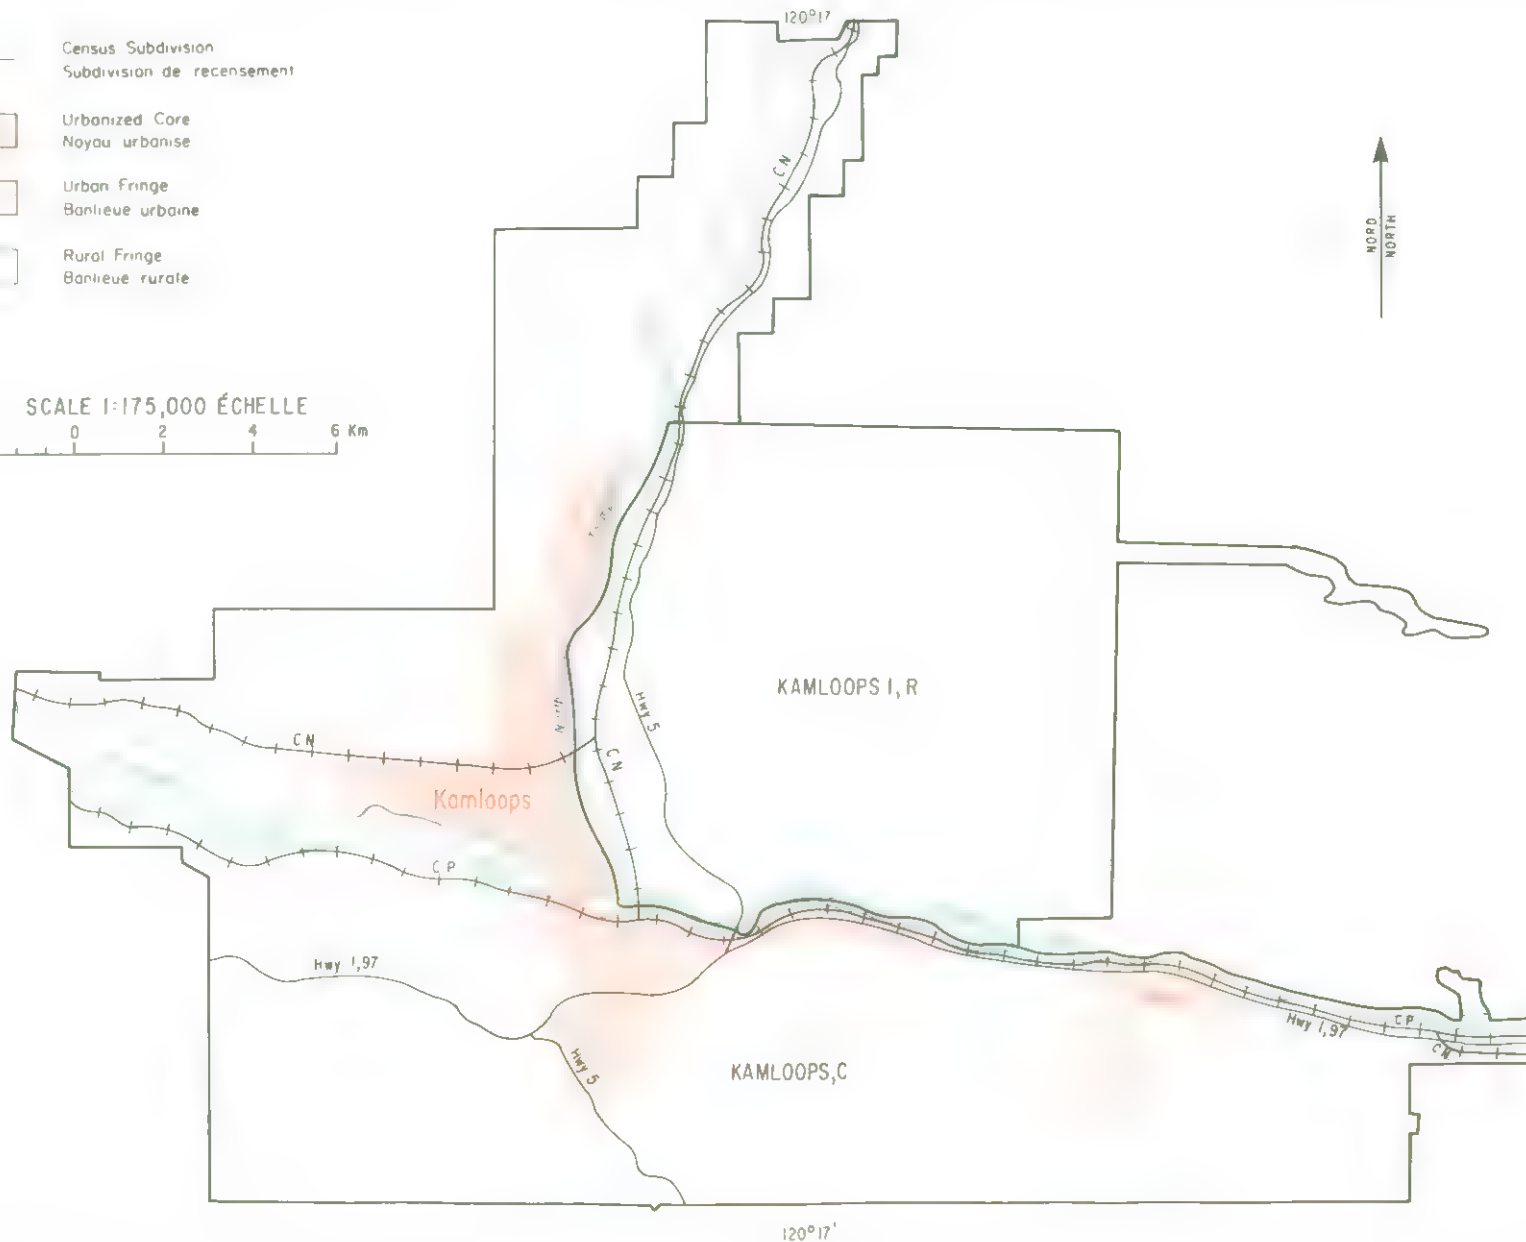 120°17
Census Subdivision
Subdivision de recensement
Urbanized Core
Noyau urbanise
Urban Fringe
Banlieue urbaine
Rural Fringe
Banlieue rurale
CN
NORD
NORTH
SCALE 1:175,000 ÉCHELLE
0 2 4 6 Km
KAMLOOPS 1, R
Hwy 5
CN
CN
Kamloops
CP
Hwy 1,97
Hwy 5
KAMLOOPS,C
Hwy 1,97
CP
CN
120°17'